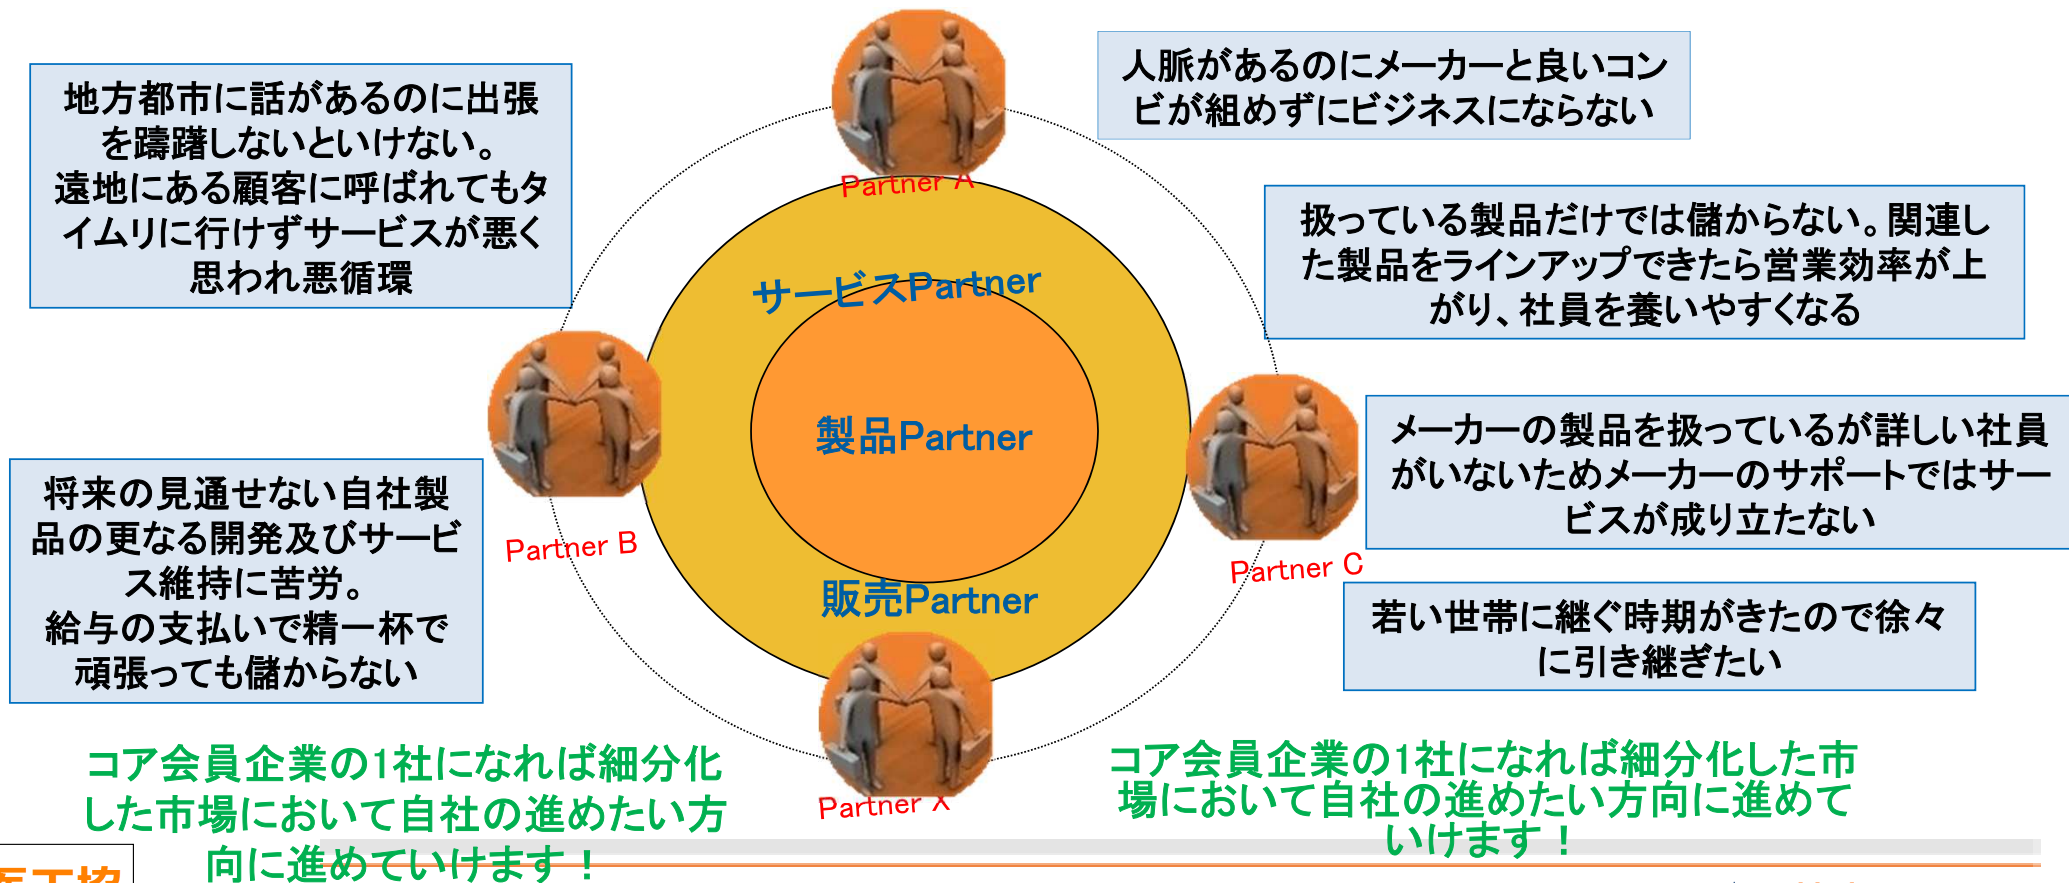 地方都市に話があるのに出張
を躊躇しないといけない。
遠地にある顧客に呼ばれてもタ
イムリに行けずサービスが悪く
思われ悪循環
人脈があるのにメーカーと良いコン
ビが組めずにビジネスにならない
Partner A
扱っている製品だけでは儲からない。関連し
た製品をラインアップできたら営業効率が上
がり、社員を養いやすくなる
サービスPartner
製品Partner
メーカーの製品を扱っているが詳しい社員
がいないためメーカーのサポートではサー
ビスが成り立たない
将来の見通せない自社製
品の更なる開発及びサービ
ス維持に苦労。
給与の支払いで精一杯で
頑張っても儲からない
Partner B
Partner C
販売Partner
若い世帯に継ぐ時期がきたので徐々
に引き継ぎたい
Partner X
コア会員企業の1社になれば細分化
した市場において自社の進めたい方
向に進めていけます！
コア会員企業の1社になれば細分化した市
場において自社の進めたい方向に進めて
いけます！